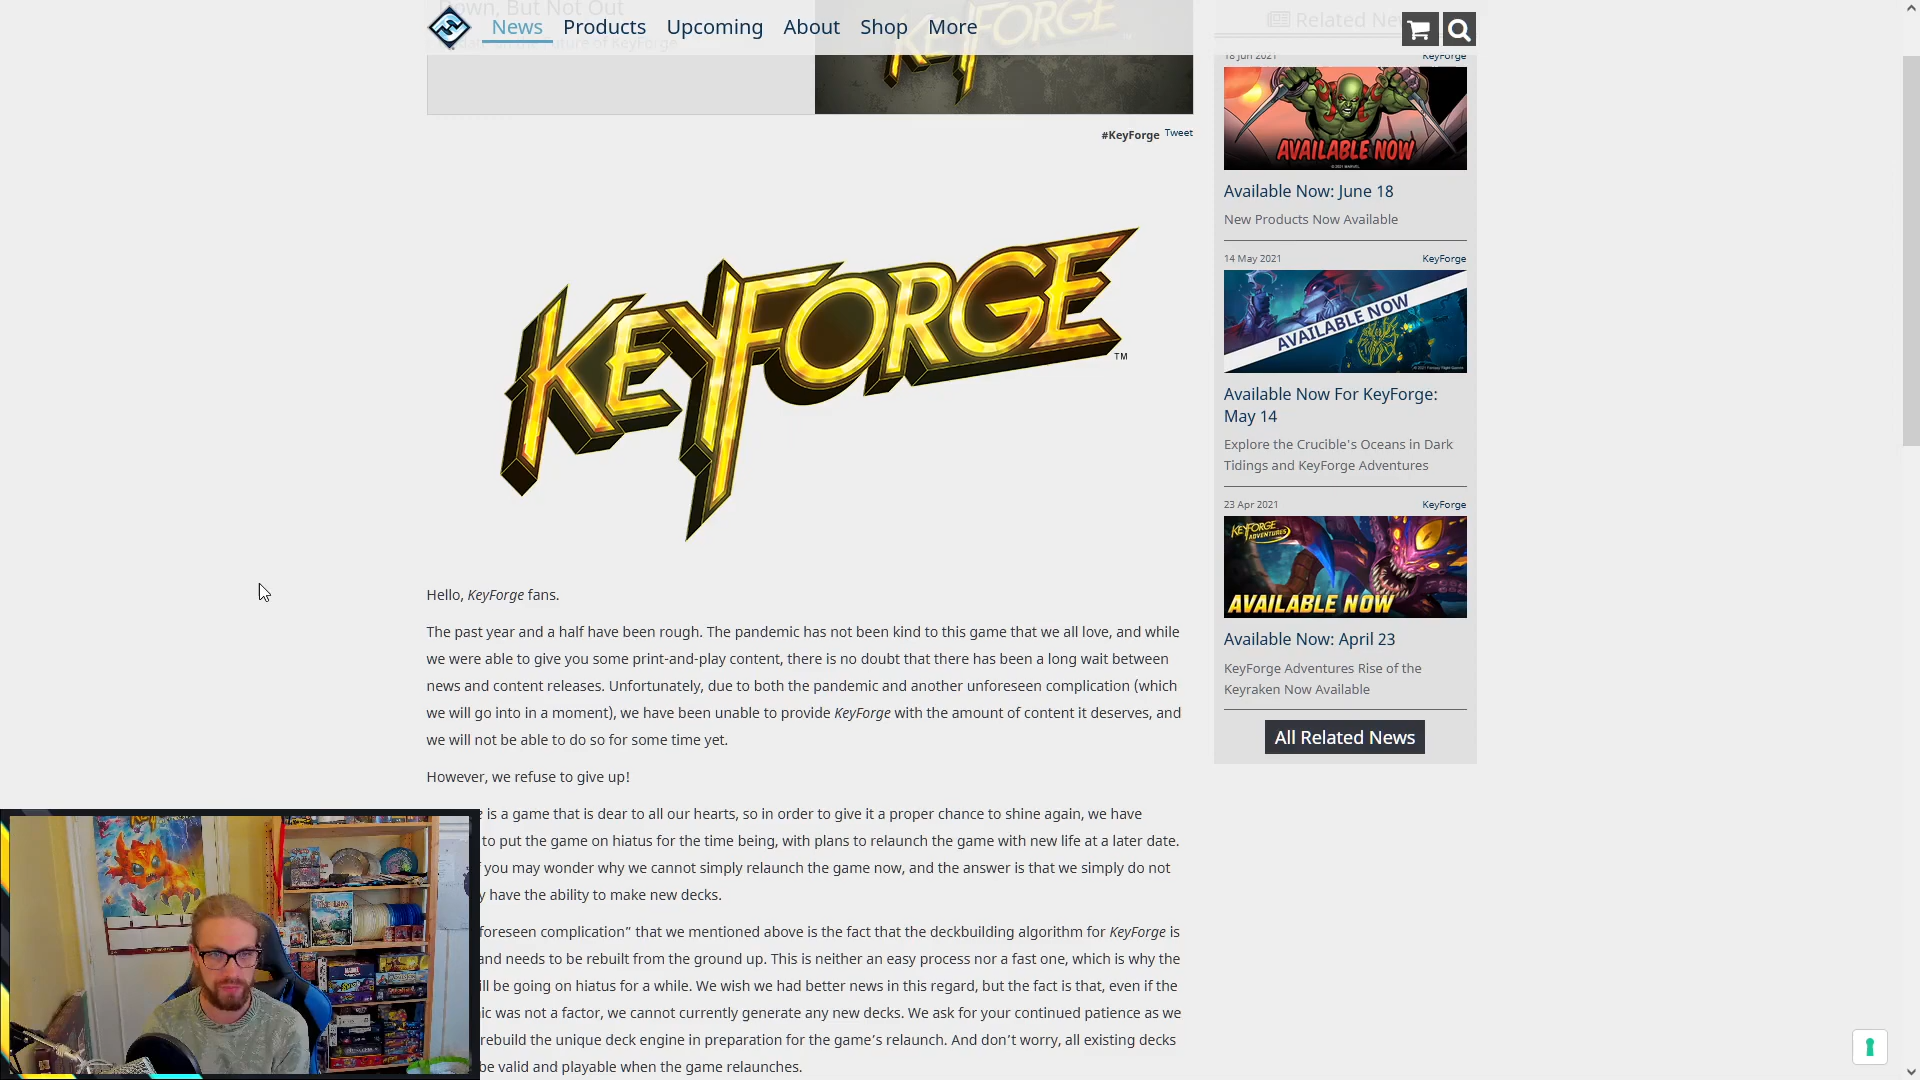 Down, But Not Out
News Products Upcoming About Shop More
Related
#KeyForge Tweet
KEYFORGE
TM
Hello, KeyForge fans.
The past year and a half have been rough. The pandemic has not been kind to this game that we all love, and while
we were able to give you some print-and-play content, there is no doubt that there has been a long wait between
news and content releases. Unfortunately, due to both the pandemic and another unforeseen complication (which
we will go into in a moment), we have been unable to provide KeyForge with the amount of content it deserves, and
we will not be able to do so for some time yet.
However, we refuse to give up!
is a game that is dear to all our hearts, so in order to give it a proper chance to shine again, we have
to put the game on hiatus for the time being, with plans to relaunch the game with new life at a later date.
you may wonder why we cannot simply relaunch the game now, and the answer is that we simply do not
y have the ability to make new decks.
foreseen complication” that we mentioned above is the fact that the deckbuilding algorithm for KeyForge is
and needs to be rebuilt from the ground up. This is neither an easy process nor a fast one, which is why the
ill be going on hiatus for a while. We wish we had better news in this regard, but the fact is that, even if the
ic was not a factor, we cannot currently generate any new decks. We ask for your continued patience as we
rebuild the unique deck engine in preparation for the game’s relaunch. And don’t worry, all existing decks
be valid and playable when the game relaunches.
18 Jun 2021 KeyForge
AVAILABLE NOW
Available Now: June 18
New Products Now Available
14 May 2021 KeyForge
AVAILABLE NOW
Available Now For KeyForge:
May 14
Explore the Crucible's Oceans in Dark
Tidings and KeyForge Adventures
23 Apr 2021 KeyForge
KEYFORGE
ADVENTURES
AVAILABLE NOW
Available Now: April 23
KeyForge Adventures Rise of the
Keyraken Now Available
All Related News